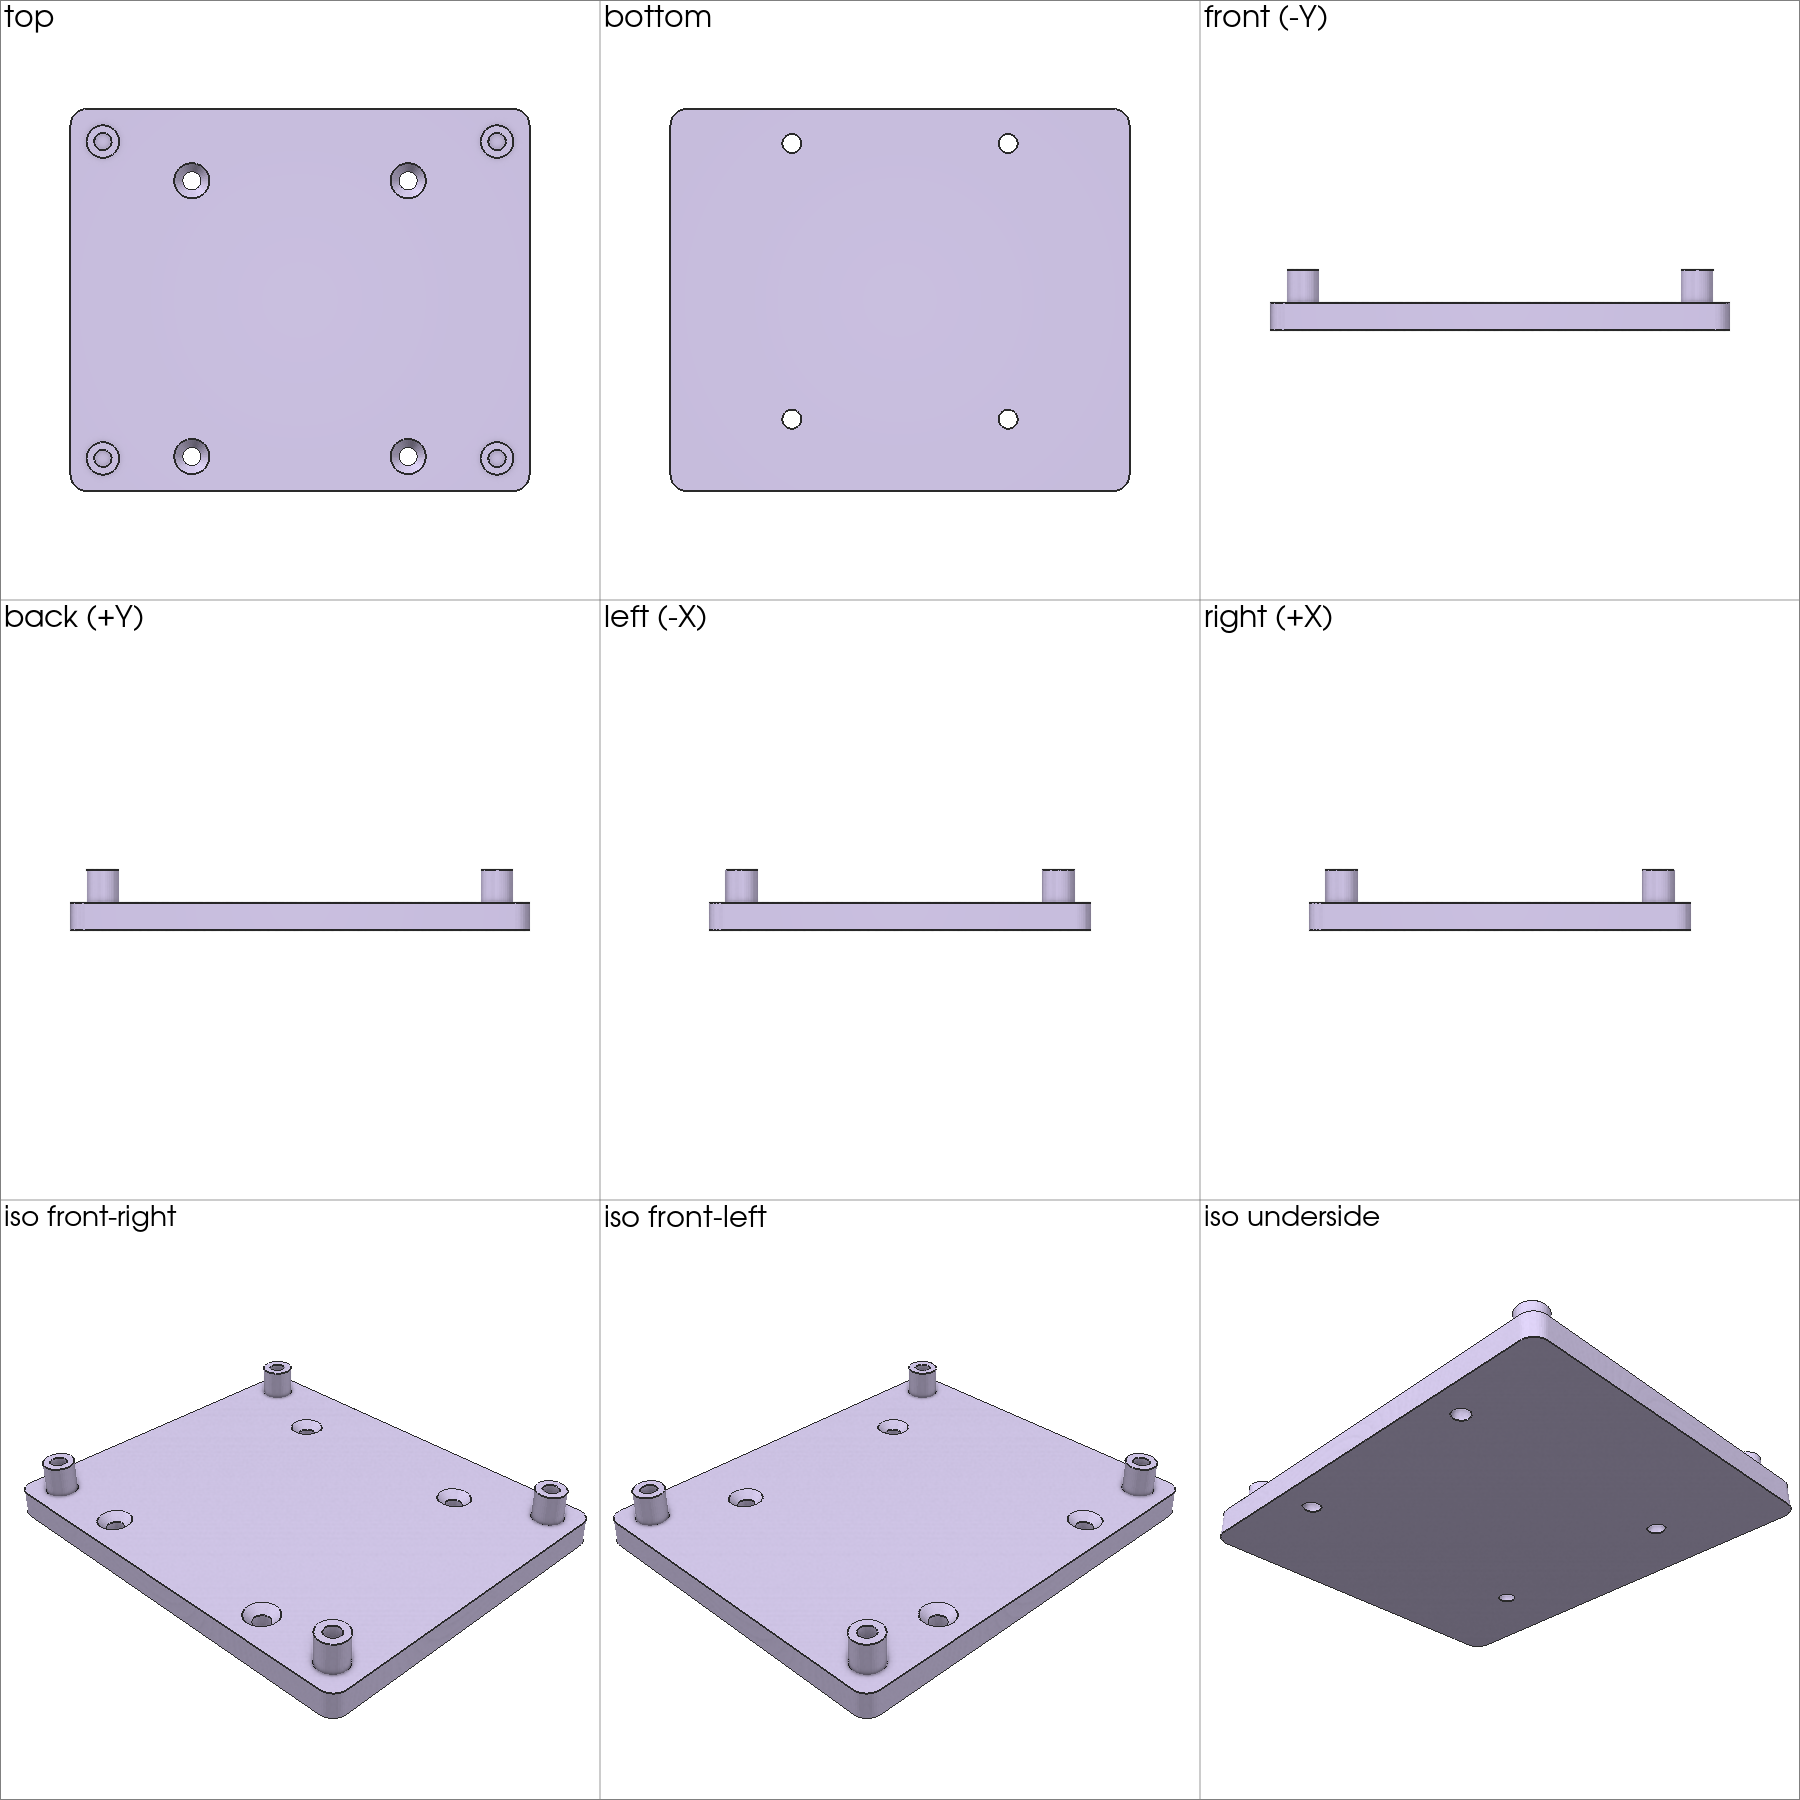 top
bottom
front (-Y)
back (+Y)
left (-X)
right (+X)
iso front-right
iso front-left
iso underside